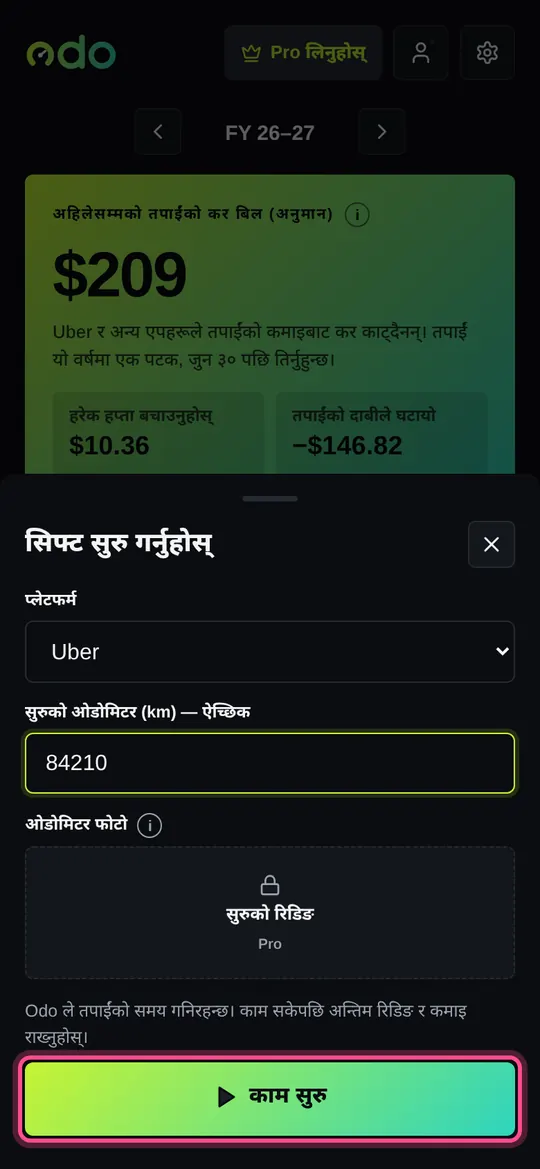 odo
Pro लिनुहोस्
FY 26–27
अहिलेसम्मको तपाईंको कर बिल (अनुमान) i
$209
Uber र अन्य एपहरूले तपाईंको कमाइबाट कर काट्दैनन्। तपाईं
यो वर्षमा एक पटक, जुन ३० पछि तिर्नुहुन्छ।
हरेक हप्ता बचाउनुहोस्
$10.36
तपाईंको दाबीले घटायो
−$146.82
सिफ्ट सुरु गर्नुहोस्
प्लेटफर्म
Uber
सुरुको ओडोमिटर (km) — ऐच्छिक
84210
ओडोमिटर फोटो i
सुरुको रिडिङ
Pro
Odo ले तपाईंको समय गनिरहन्छ। काम सकेपछि अन्तिम रिडिङ र कमाइ
राख्नुहोस्।
काम सुरु